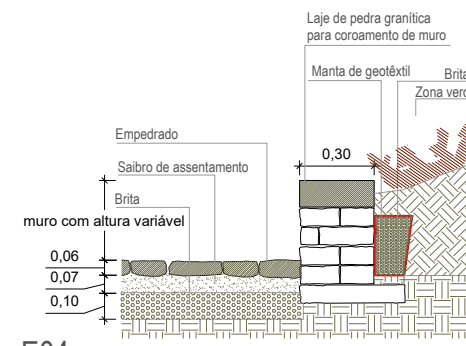 Laje de pedra granítica
para coroamento de muro
Manta de geotêxtil
Brita
Zona verd
Empedrado
0,30
Saibro de assentamento
Brita
muro com altura variável
0,06
0,07
0,10